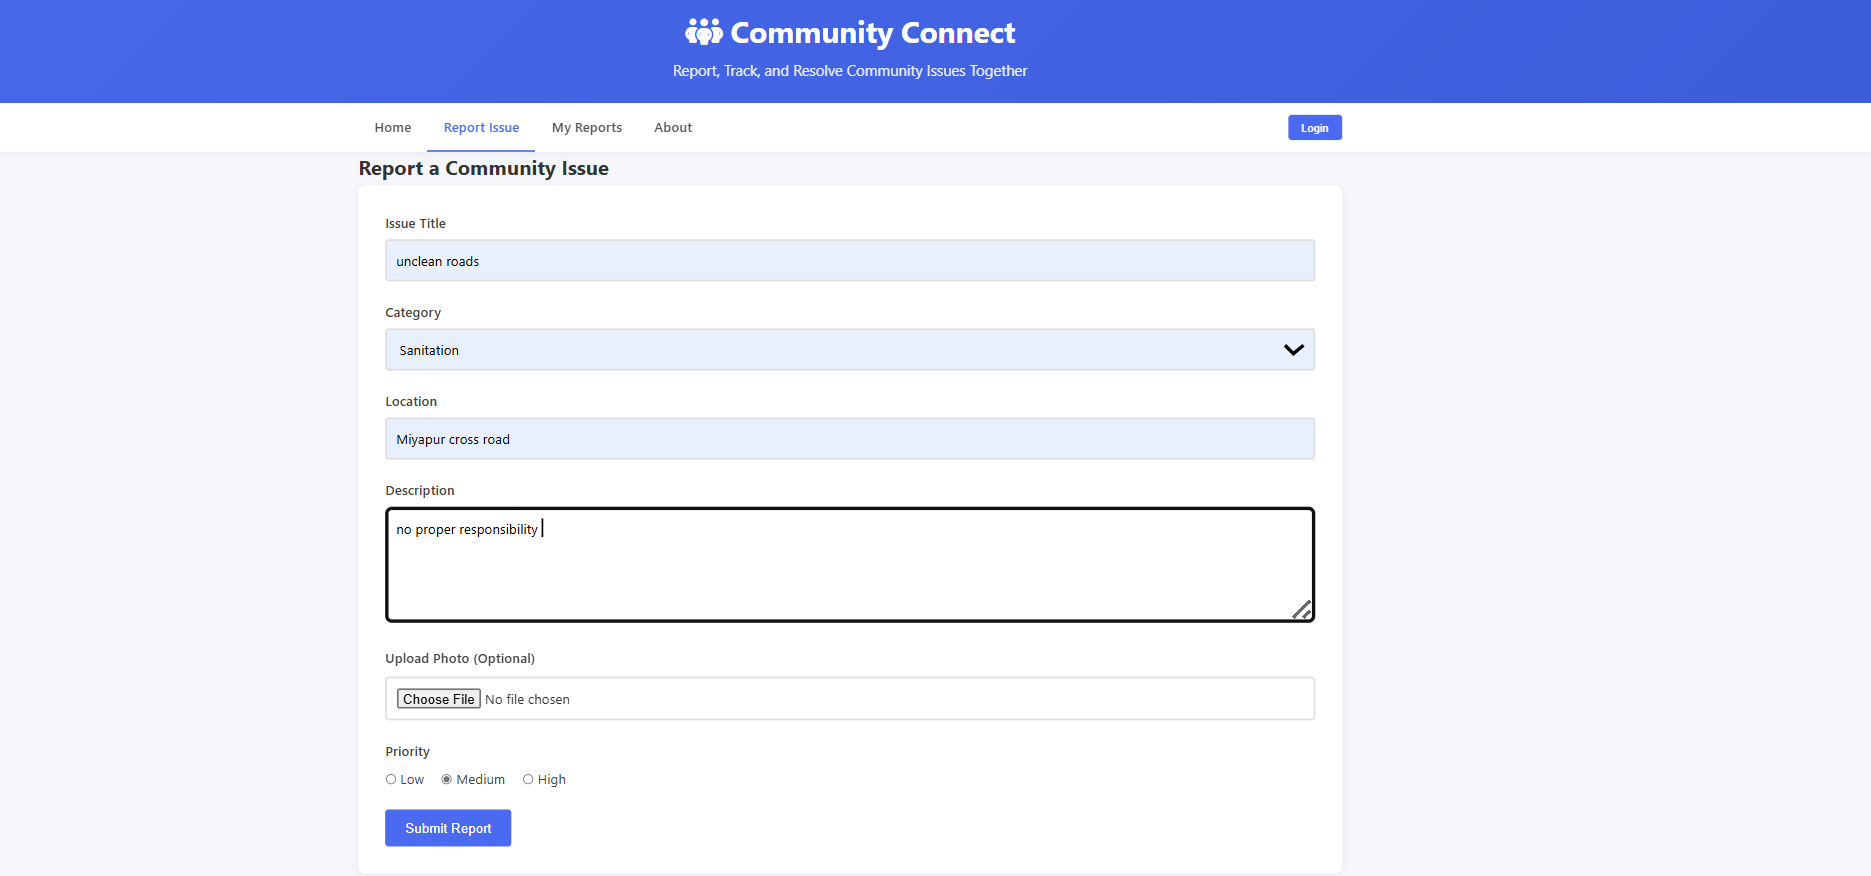 Community Connect
Report, Track, and Resolve Community Issues Together
Home Report Issue My Reports About Login
Report a Community Issue
Issue Title
unclean roads
Category
Sanitation
Location
Miyapur cross road
Description
no proper responsibility
Upload Photo (Optional)
Choose File No file chosen
Priority
Low Medium High
Submit Report